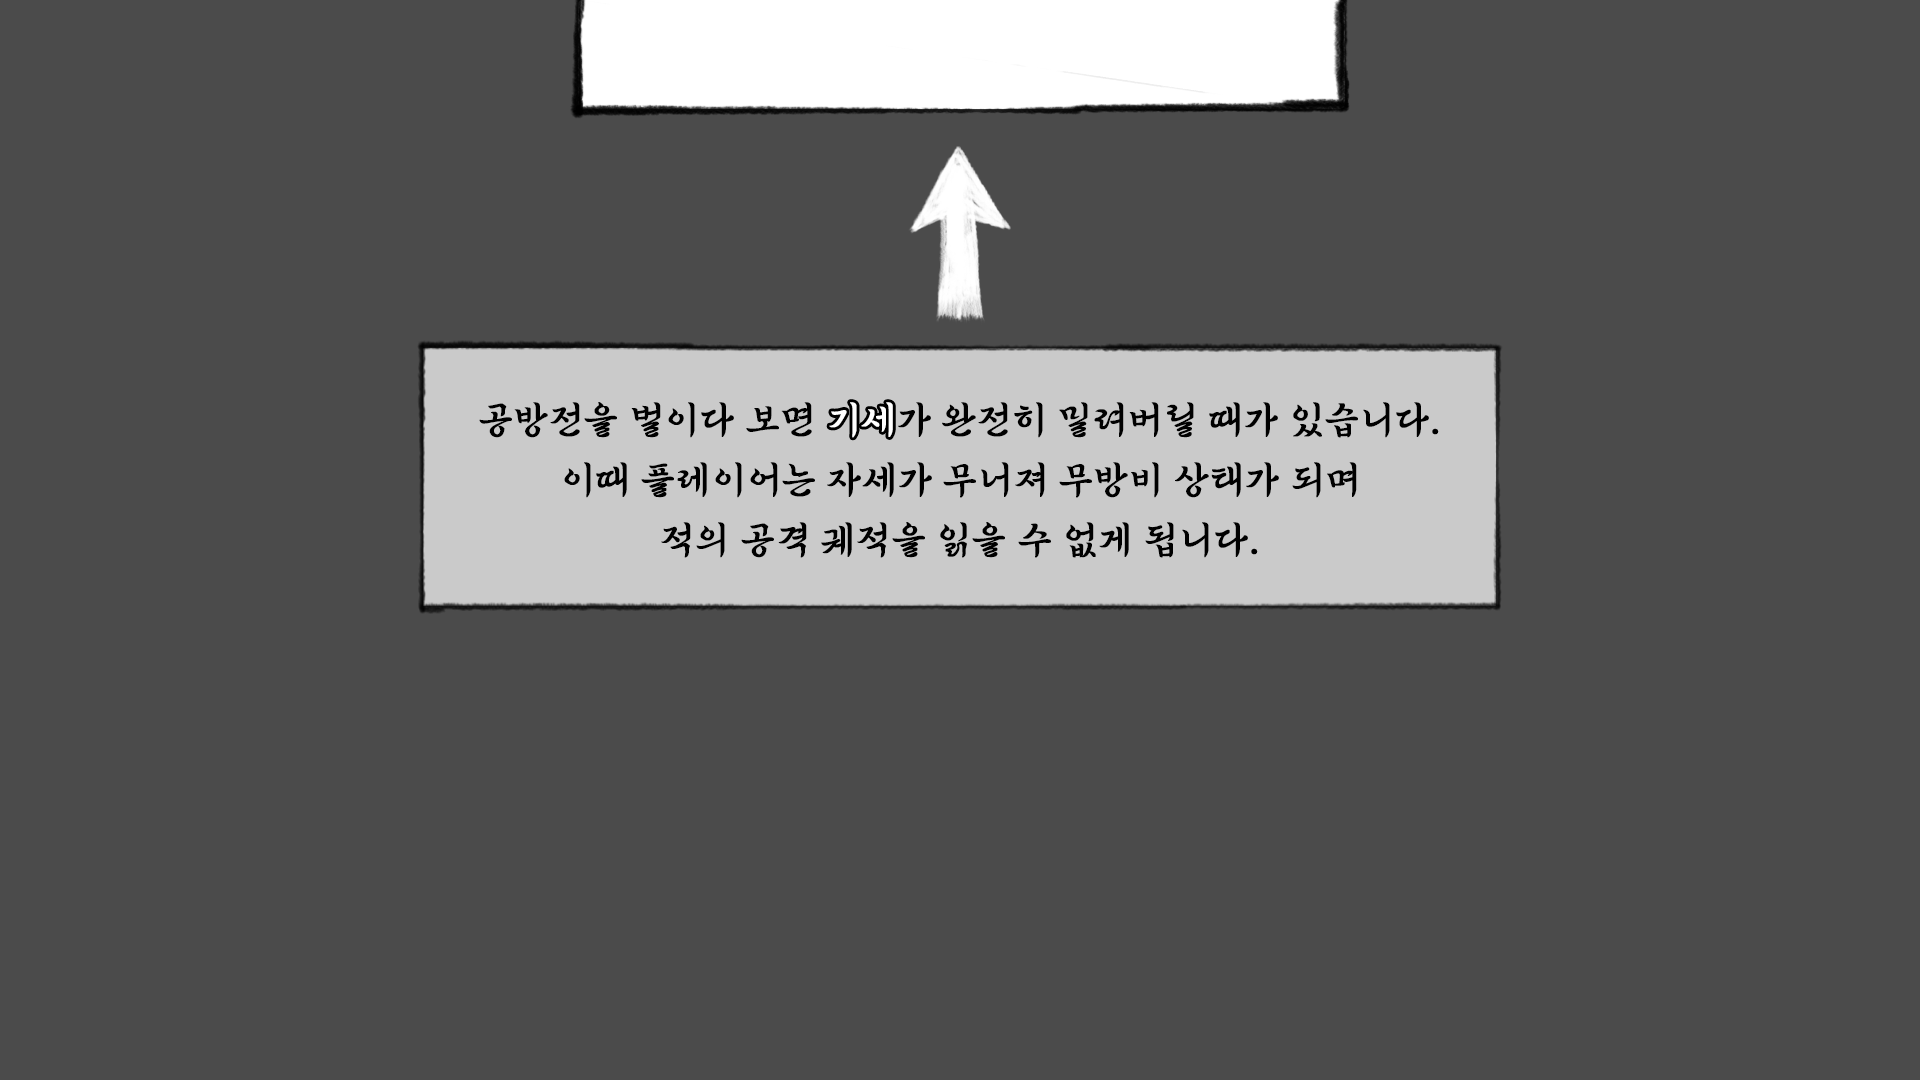 공방전을 벌이다 보면 기세가 완전히 밀려버릴 때가 있습니다.
이때 플레이어는 자세가 무너져 무방비 상태가 되며
적의 공격 궤적을 읽을 수 없게 됩니다.